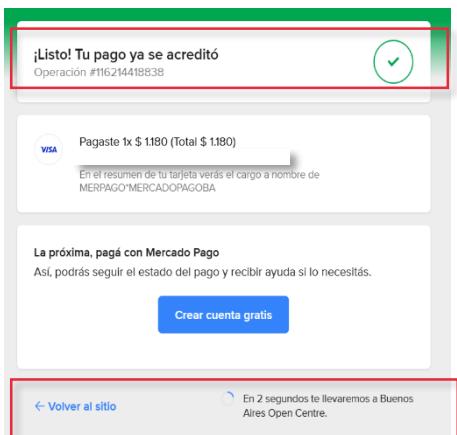 ¡Listo! Tu pago ya se acreditó
Operación #116214418838
VISA
Pagaste 1x $ 1.180 (Total $ 1.180)
En el resumen de tu tarjeta verás el cargo a nombre de
MERPAGO*MERCADOPAGOBA
La próxima, pagá con Mercado Pago
Así, podrás seguir el estado del pago y recibir ayuda si lo necesitás.
Crear cuenta gratis
← Volver al sitio
En 2 segundos te llevaremos a Buenos
Aires Open Centre.